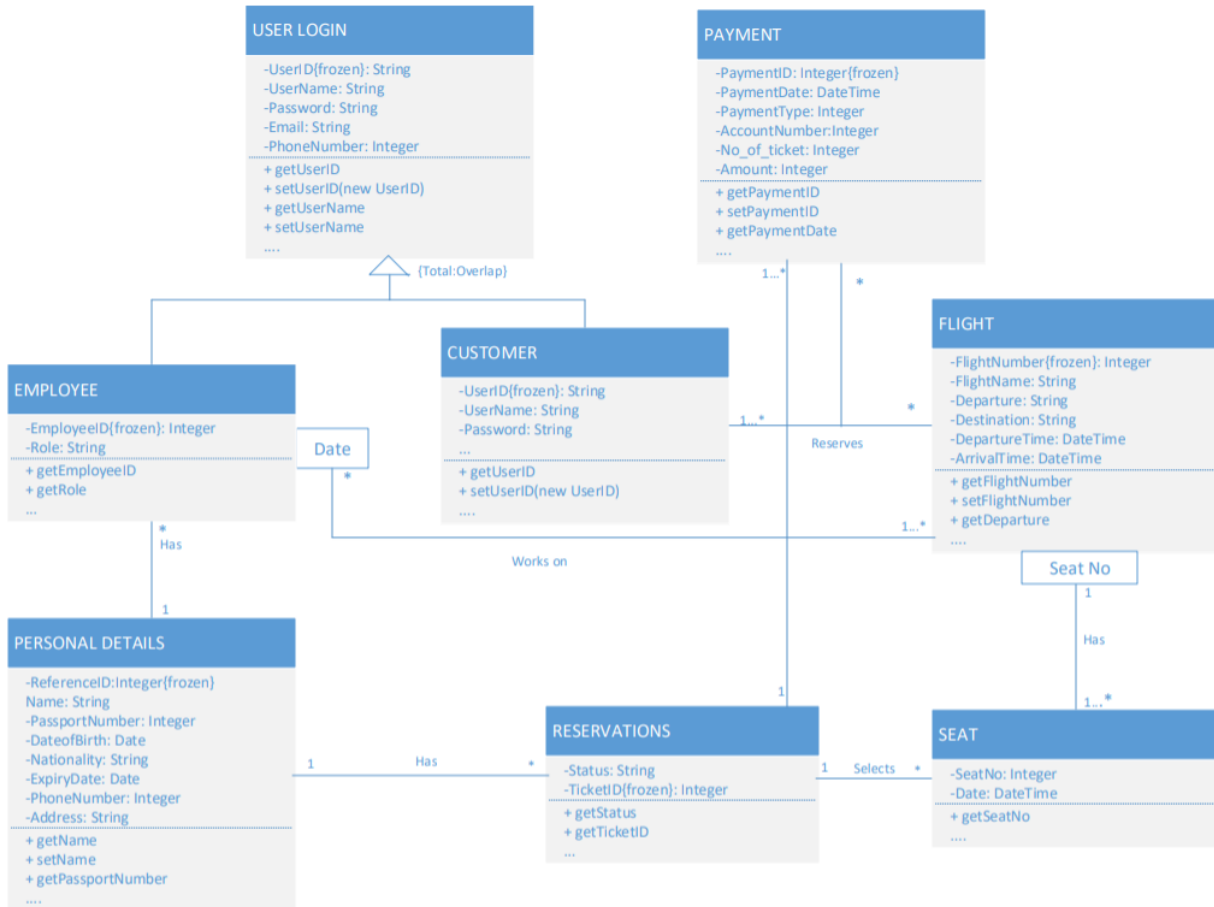 USER LOGIN
-UserID{frozen}: String
-UserName: String
-Password: String
-Email: String
-PhoneNumber: Integer
+ getUserID
+ setUserID(new UserID)
+ getUserName
+ setUserName
....
{Total:Overlap}
PAYMENT
-PaymentID: Integer{frozen}
-PaymentDate: DateTime
-PaymentType: Integer
-AccountNumber:Integer
-No_of_ticket: Integer
-Amount: Integer
+ getPaymentID
+ setPaymentID
+ getPaymentDate
....
1...*
*
EMPLOYEE
-EmployeeID{frozen}: Integer
-Role: String
+ getEmployeeID
+ getRole
...
Date
*
CUSTOMER
-UserID{frozen}: String
-UserName: String
-Password: String
...
+ getUserID
+ setUserID(new UserID)
....
1...*
*
Reserves
FLIGHT
-FlightNumber{frozen}: Integer
-FlightName: String
-Departure: String
-Destination: String
-DepartureTime: DateTime
-ArrivalTime: DateTime
+ getFlightNumber
+ setFlightNumber
+ getDeparture
....
1...*
Works on
*
Has
1
Seat No
1
Has
1...*
PERSONAL DETAILS
-ReferenceID:Integer{frozen}
Name: String
-PassportNumber: Integer
-DateofBirth: Date
-Nationality: String
-ExpiryDate: Date
-PhoneNumber: Integer
-Address: String
+ getName
+ setName
+ getPassportNumber
....
1
Has
*
1
RESERVATIONS
-Status: String
-TicketID{frozen}: Integer
+ getStatus
+ getTicketID
...
1
Selects
*
SEAT
-SeatNo: Integer
-Date: DateTime
+ getSeatNo
....